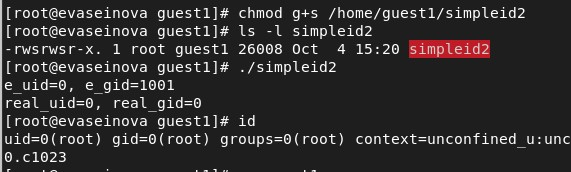 [root@evaseinova guest1]# chmod g+s /home/guest1/simpleid2
[root@evaseinova guest1]# ls -l simpleid2
-rwsrwsr-x. 1 root guest1 26008 Oct  4 15:20 simpleid2
[root@evaseinova guest1]# ./simpleid2
e_uid=0, e_gid=1001
real_uid=0, real_gid=0
[root@evaseinova guest1]# id
uid=0(root) gid=0(root) groups=0(root) context=unconfined_u:unc
0.c1023